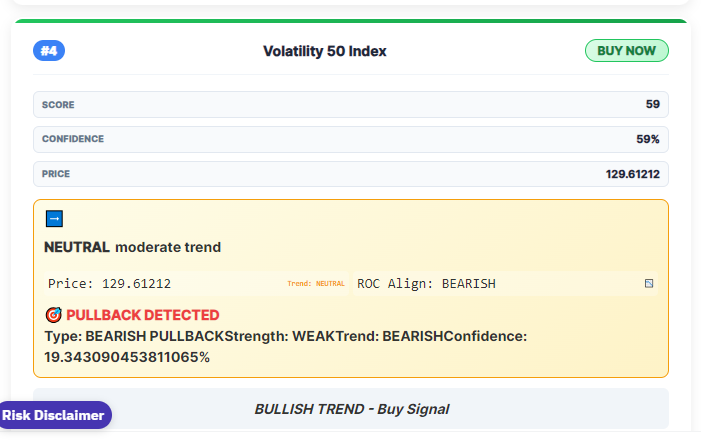 #4 Volatility 50 Index BUY NOW
SCORE 59
CONFIDENCE 59%
PRICE 129.61212
NEUTRAL moderate trend
Price: 129.61212 Trend: NEUTRAL ROC Align: BEARISH
PULLBACK DETECTED
Type: BEARISH PULLBACKStrength: WEAKTrend: BEARISHConfidence:
19.343090453811065%
BULLISH TREND - Buy Signal
Risk Disclaimer